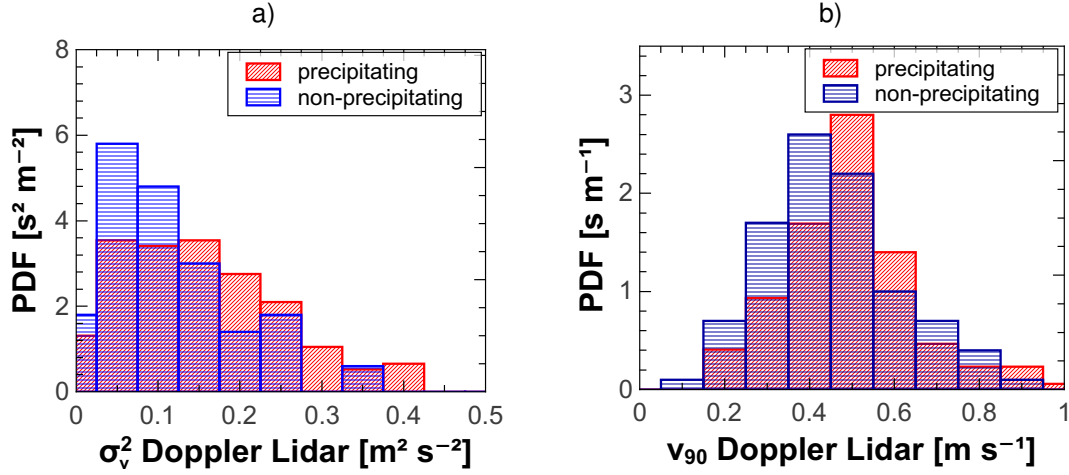 a)
8
6
4
2
0
PDF [s² m⁻²]
precipitating
non-precipitating
0 0.1 0.2 0.3 0.4 0.5
σ²ᵥ Doppler Lidar [m² s⁻²]
b)
3
2
1
0
PDF [s m⁻¹]
precipitating
non-precipitating
0 0.2 0.4 0.6 0.8 1
v₉₀ Doppler Lidar [m s⁻¹]